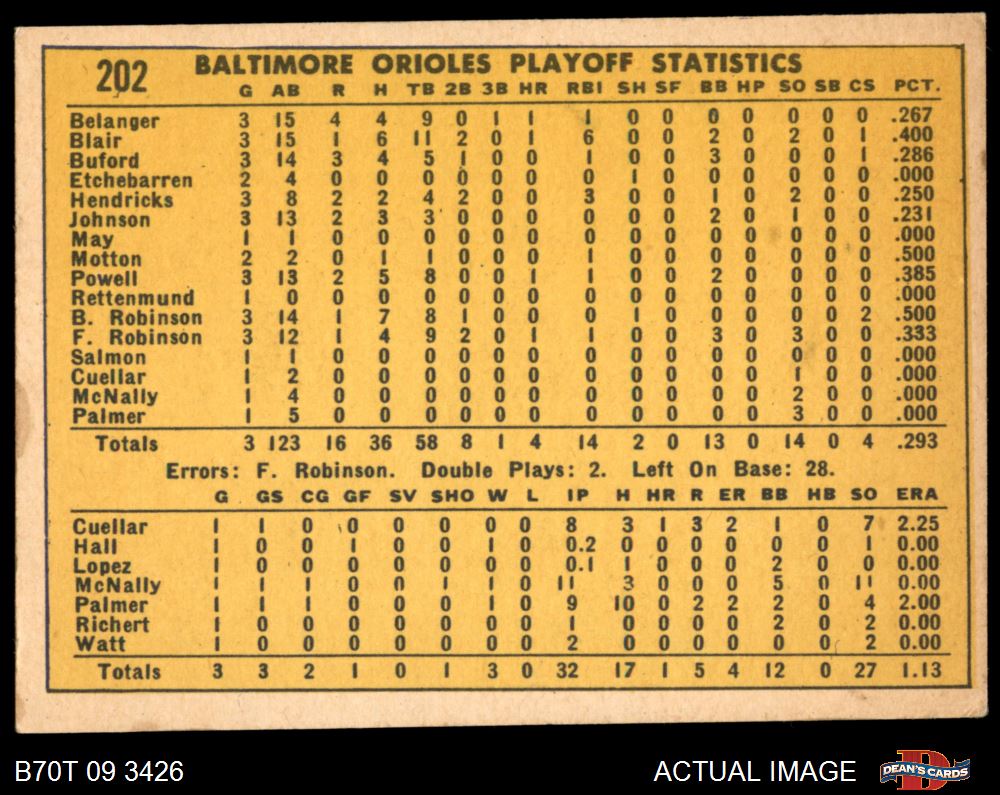 202 BALTIMORE ORIOLES PLAYOFF STATISTICS
G AB R H TB 2B 3B HR RBI SH SF BB HP SO SB CS PCT.
Belanger 3 15 4 4 9 0 1 1 1 0 0 0 0 0 0 0 .267
Blair 3 15 1 6 11 2 0 1 6 0 0 2 0 2 0 1 .400
Buford 3 14 3 4 5 1 0 0 1 0 0 3 0 0 0 1 .286
Etchebarren 2 4 0 0 0 0 0 0 0 1 0 0 0 0 0 0 .000
Hendricks 3 8 2 2 4 2 0 0 3 0 0 1 0 2 0 0 .250
Johnson 3 13 2 3 3 0 0 0 0 0 0 2 0 1 0 0 .231
May 1 1 0 0 0 0 0 0 0 0 0 0 0 0 0 0 .000
Motton 2 2 0 1 1 0 0 0 1 0 0 0 0 0 0 0 .500
Powell 3 13 2 5 8 0 0 1 1 0 0 2 0 0 0 0 .385
Rettenmund 1 0 0 0 0 0 0 0 0 0 0 0 0 0 0 0 .000
B. Robinson 3 14 1 7 8 1 0 0 0 1 0 0 0 0 0 2 .500
F. Robinson 3 12 1 4 9 2 0 1 1 0 0 3 0 3 0 0 .333
Salmon 1 1 0 0 0 0 0 0 0 0 0 0 0 0 0 0 .000
Cuellar 1 2 0 0 0 0 0 0 0 0 0 0 0 1 0 0 .000
McNally 1 4 0 0 0 0 0 0 0 0 0 0 0 2 0 0 .000
Palmer 1 5 0 0 0 0 0 0 0 0 0 0 0 3 0 0 .000
Totals 3 123 16 36 58 8 1 4 14 2 0 13 0 14 0 4 .293
Errors: F. Robinson. Double Plays: 2. Left On Base: 28.
G GS CG GF SV SHO W L IP H HR R ER BB HB SO ERA
Cuellar 1 1 0 0 0 0 0 0 8 3 1 3 2 1 0 7 2.25
Hall 1 0 0 1 0 0 1 0 0.2 0 0 0 0 0 0 1 0.00
Lopez 1 0 0 0 0 0 0 0 0.1 1 0 0 0 2 0 0 0.00
McNally 1 1 1 0 0 1 1 0 11 3 0 0 0 5 0 11 0.00
Palmer 1 1 1 0 0 0 1 0 9 10 0 2 2 2 0 4 2.00
Richert 1 0 0 0 0 0 0 0 1 0 0 0 0 2 0 2 0.00
Watt 1 0 0 0 0 0 0 0 2 0 0 0 0 0 0 2 0.00
Totals 3 3 2 1 0 1 3 0 32 17 1 5 4 12 0 27 1.13
B70T 09 3426 ACTUAL IMAGE D DEAN'S CARDS